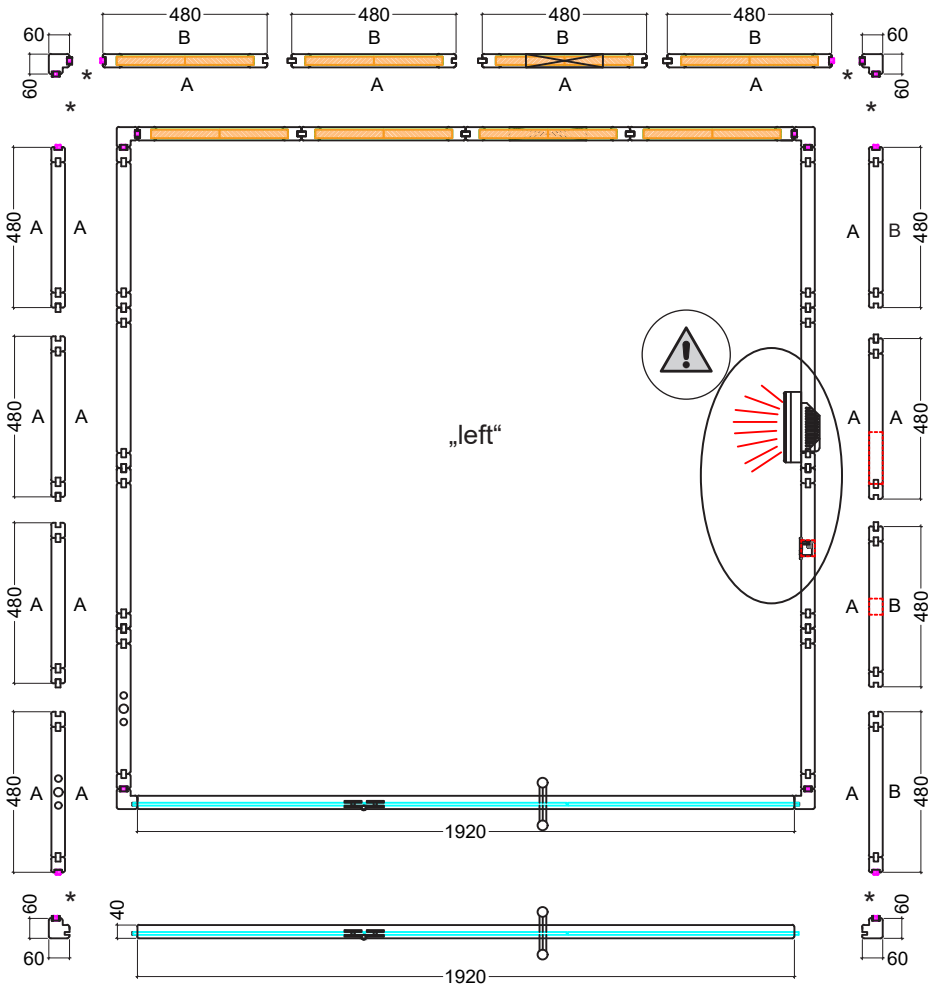 480 480 480 480
60 B B B B 60
60 * A A A A * 60
* *
480 A A A B 480
„left“
480 A A A A 480
480 A A A B 480
480 A A A B 480
1920
* *
60 40 60
60 1920 60